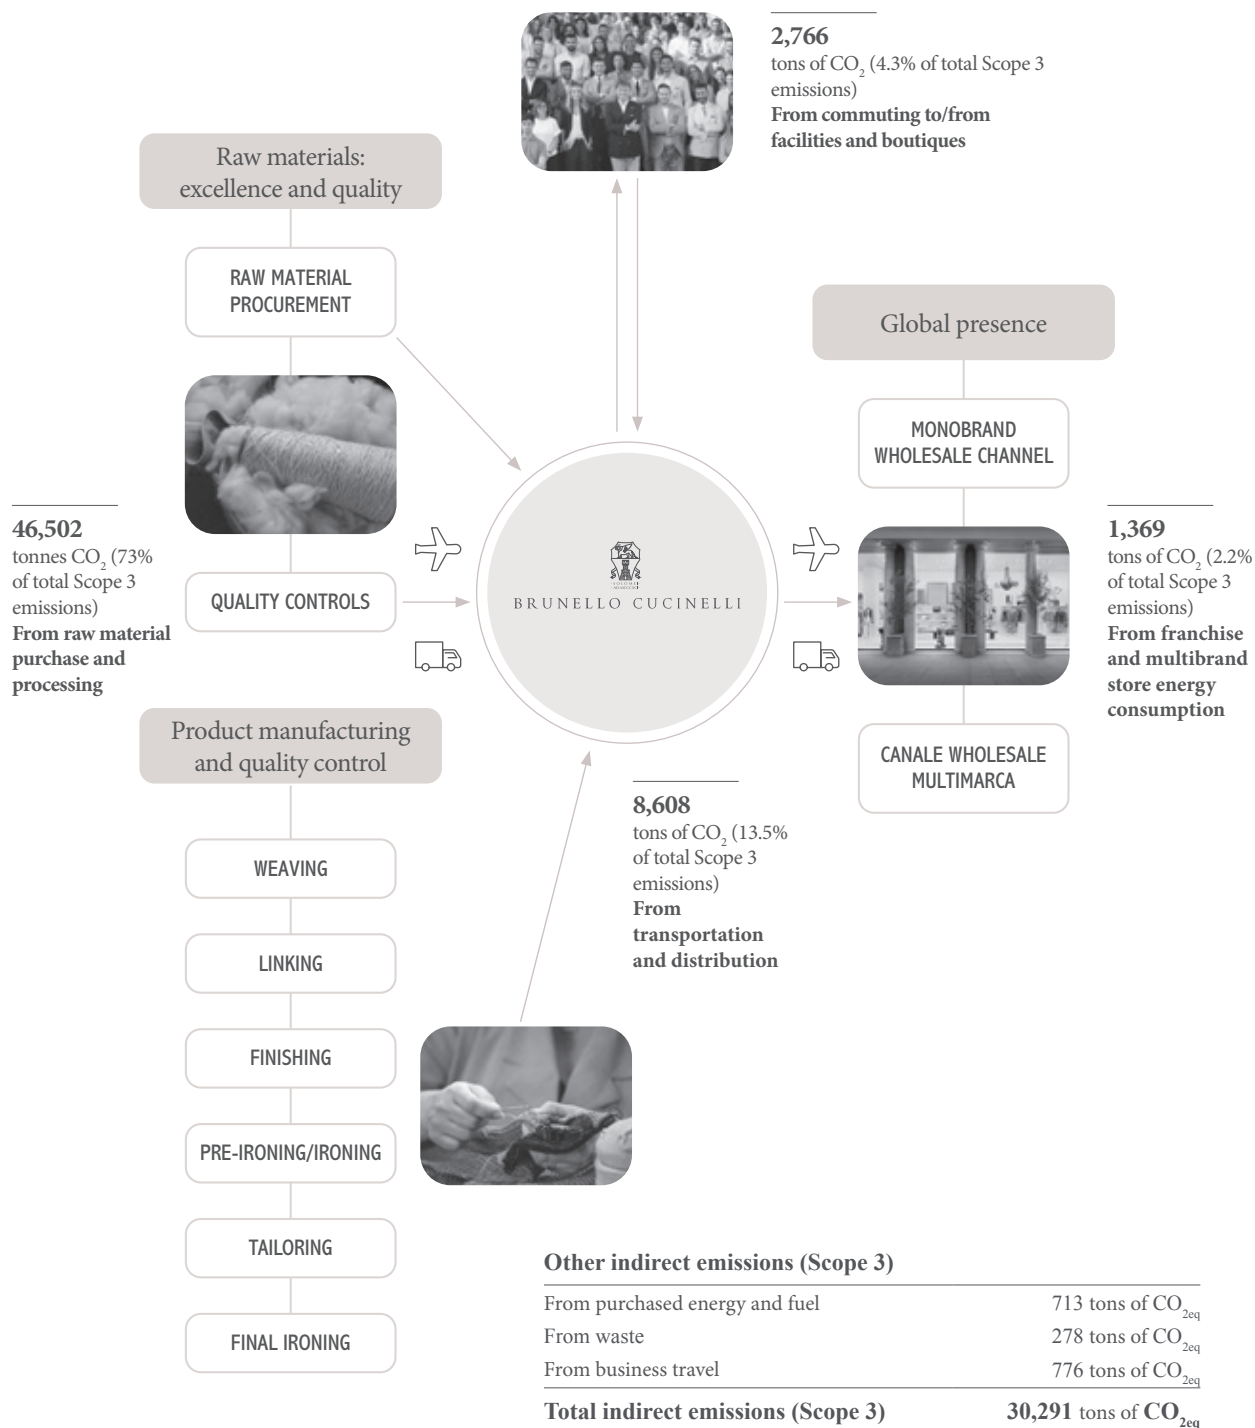 2,766
tons of CO2 (4.3% of total Scope 3
emissions)
From commuting to/from
facilities and boutiques
Raw materials:
excellence and quality
RAW MATERIAL
PROCUREMENT
QUALITY CONTROLS
46,502
tonnes CO2 (73%
of total Scope 3
emissions)
From raw material
purchase and
processing
BRUNELLO CUCINELLI
Global presence
MONOBRAND
WHOLESALE CHANNEL
CANALE WHOLESALE
MULTIMARCA
1,369
tons of CO2 (2.2%
of total Scope 3
emissions)
From franchise
and multibrand
store energy
consumption
Product manufacturing
and quality control
WEAVING
LINKING
FINISHING
PRE-IRONING/IRONING
TAILORING
FINAL IRONING
8,608
tons of CO2 (13.5%
of total Scope 3
emissions)
From
transportation
and distribution
Other indirect emissions (Scope 3)
From purchased energy and fuel 713 tons of CO2eq
From waste 278 tons of CO2eq
From business travel 776 tons of CO2eq
Total indirect emissions (Scope 3) 30,291 tons of CO2eq